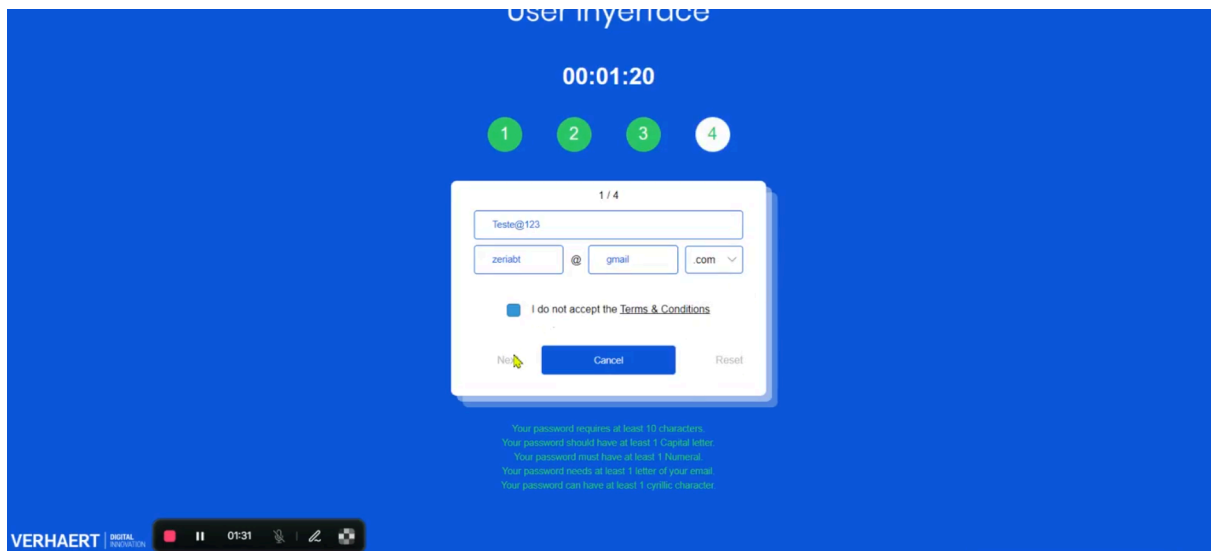 User Inyerface
00:01:20
1 2 3 4
1 / 4
Teste@123
zeriabt @ gmail .com
I do not accept the Terms & Conditions
Cancel Reset
Your password requires at least 10 characters.
Your password should have at least 1 Capital letter.
Your password must have at least 1 Numeral.
Your password needs at least 1 letter of your email.
Your password can have at least 1 cyrillic character.
VERHAERT DIGITAL
INNOVATION
01:31